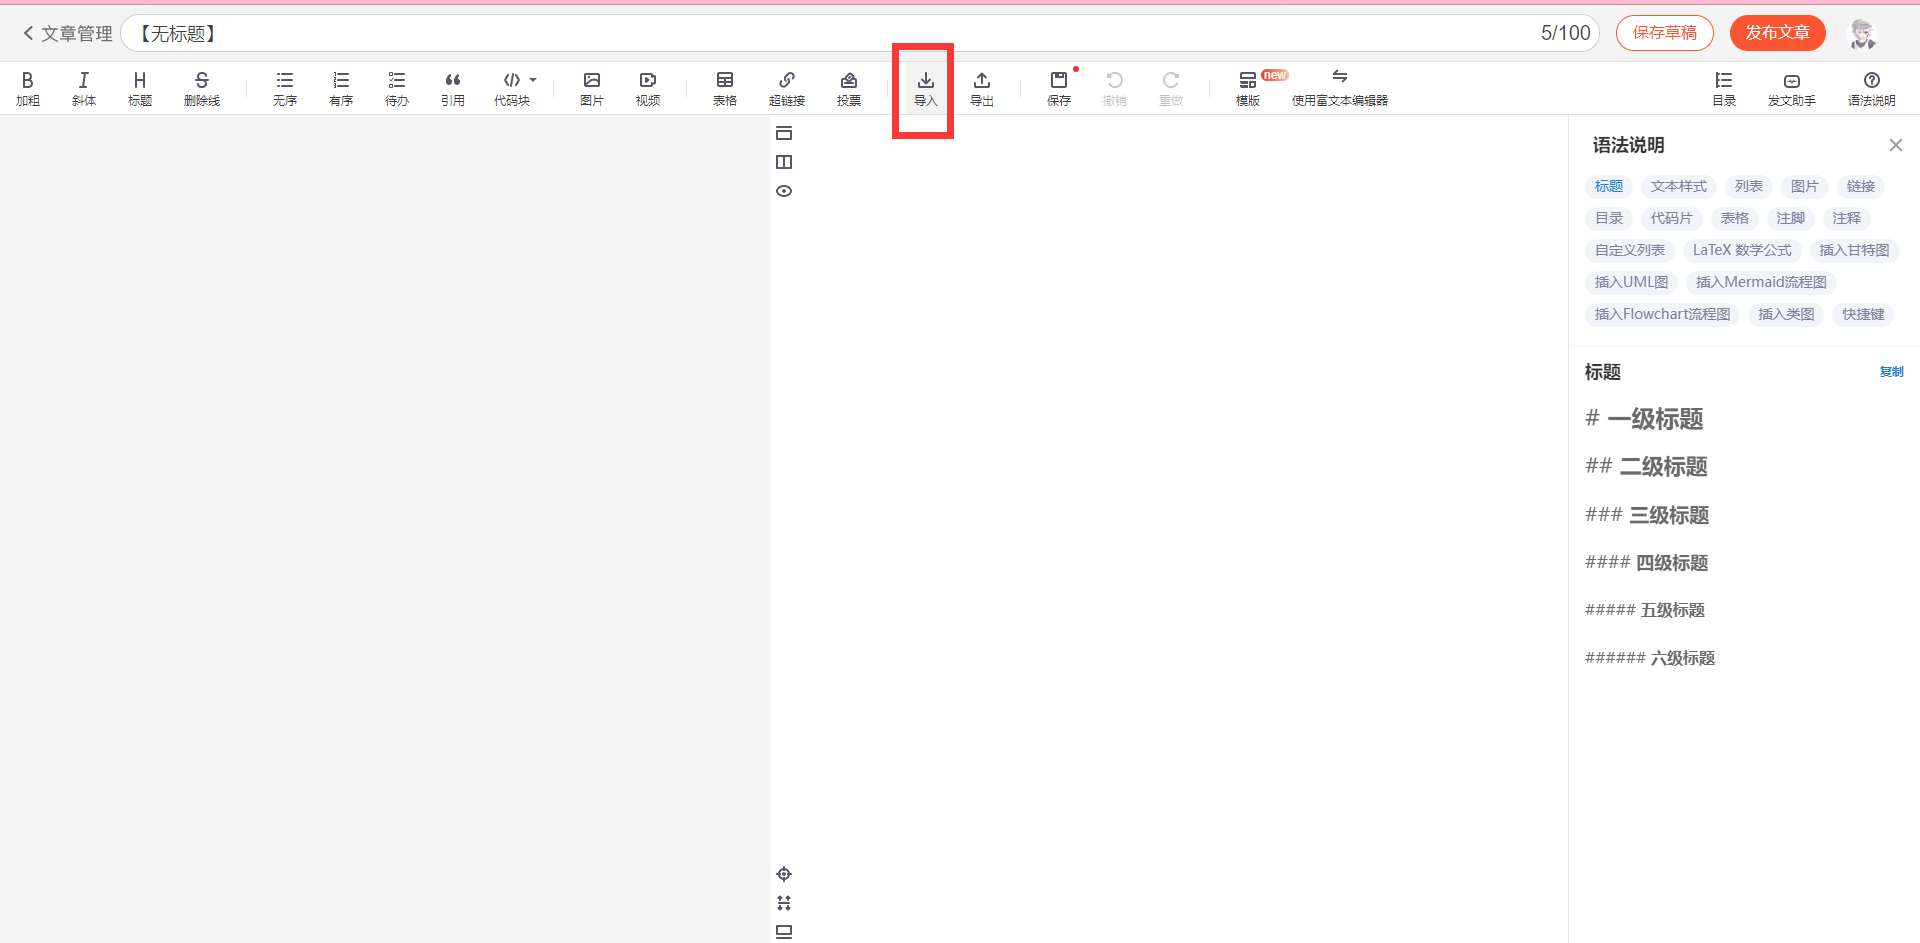 文章管理 【无标题】 5/100 保存草稿 发布文章
加粗 斜体 标题 删除线 无序 有序 待办 引用 代码块 图片 视频 表格 超链接 投票 导入 导出 保存 撤销 重做 模版 new 使用富文本编辑器 目录 发文助手 语法说明
语法说明
标题 文本样式 列表 图片 链接
目录 代码片 表格 注脚 注释
自定义列表 LaTeX 数学公式 插入甘特图
插入UML图 插入Mermaid流程图
插入Flowchart流程图 插入类图 快捷键
标题 复制
# 一级标题
## 二级标题
### 三级标题
#### 四级标题
##### 五级标题
###### 六级标题